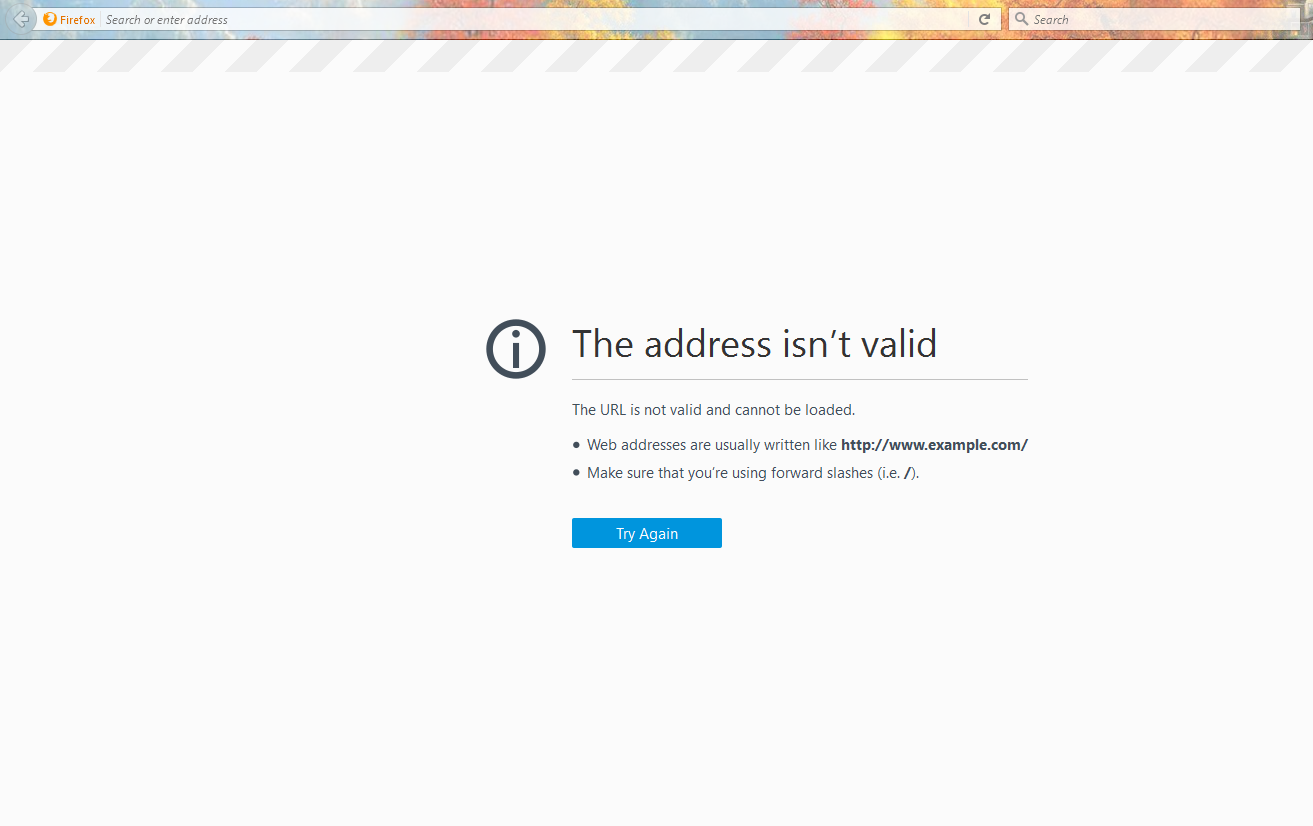 Firefox Search or enter address Search
The address isn’t valid
The URL is not valid and cannot be loaded.
• Web addresses are usually written like http://www.example.com/
• Make sure that you’re using forward slashes (i.e. /).
Try Again